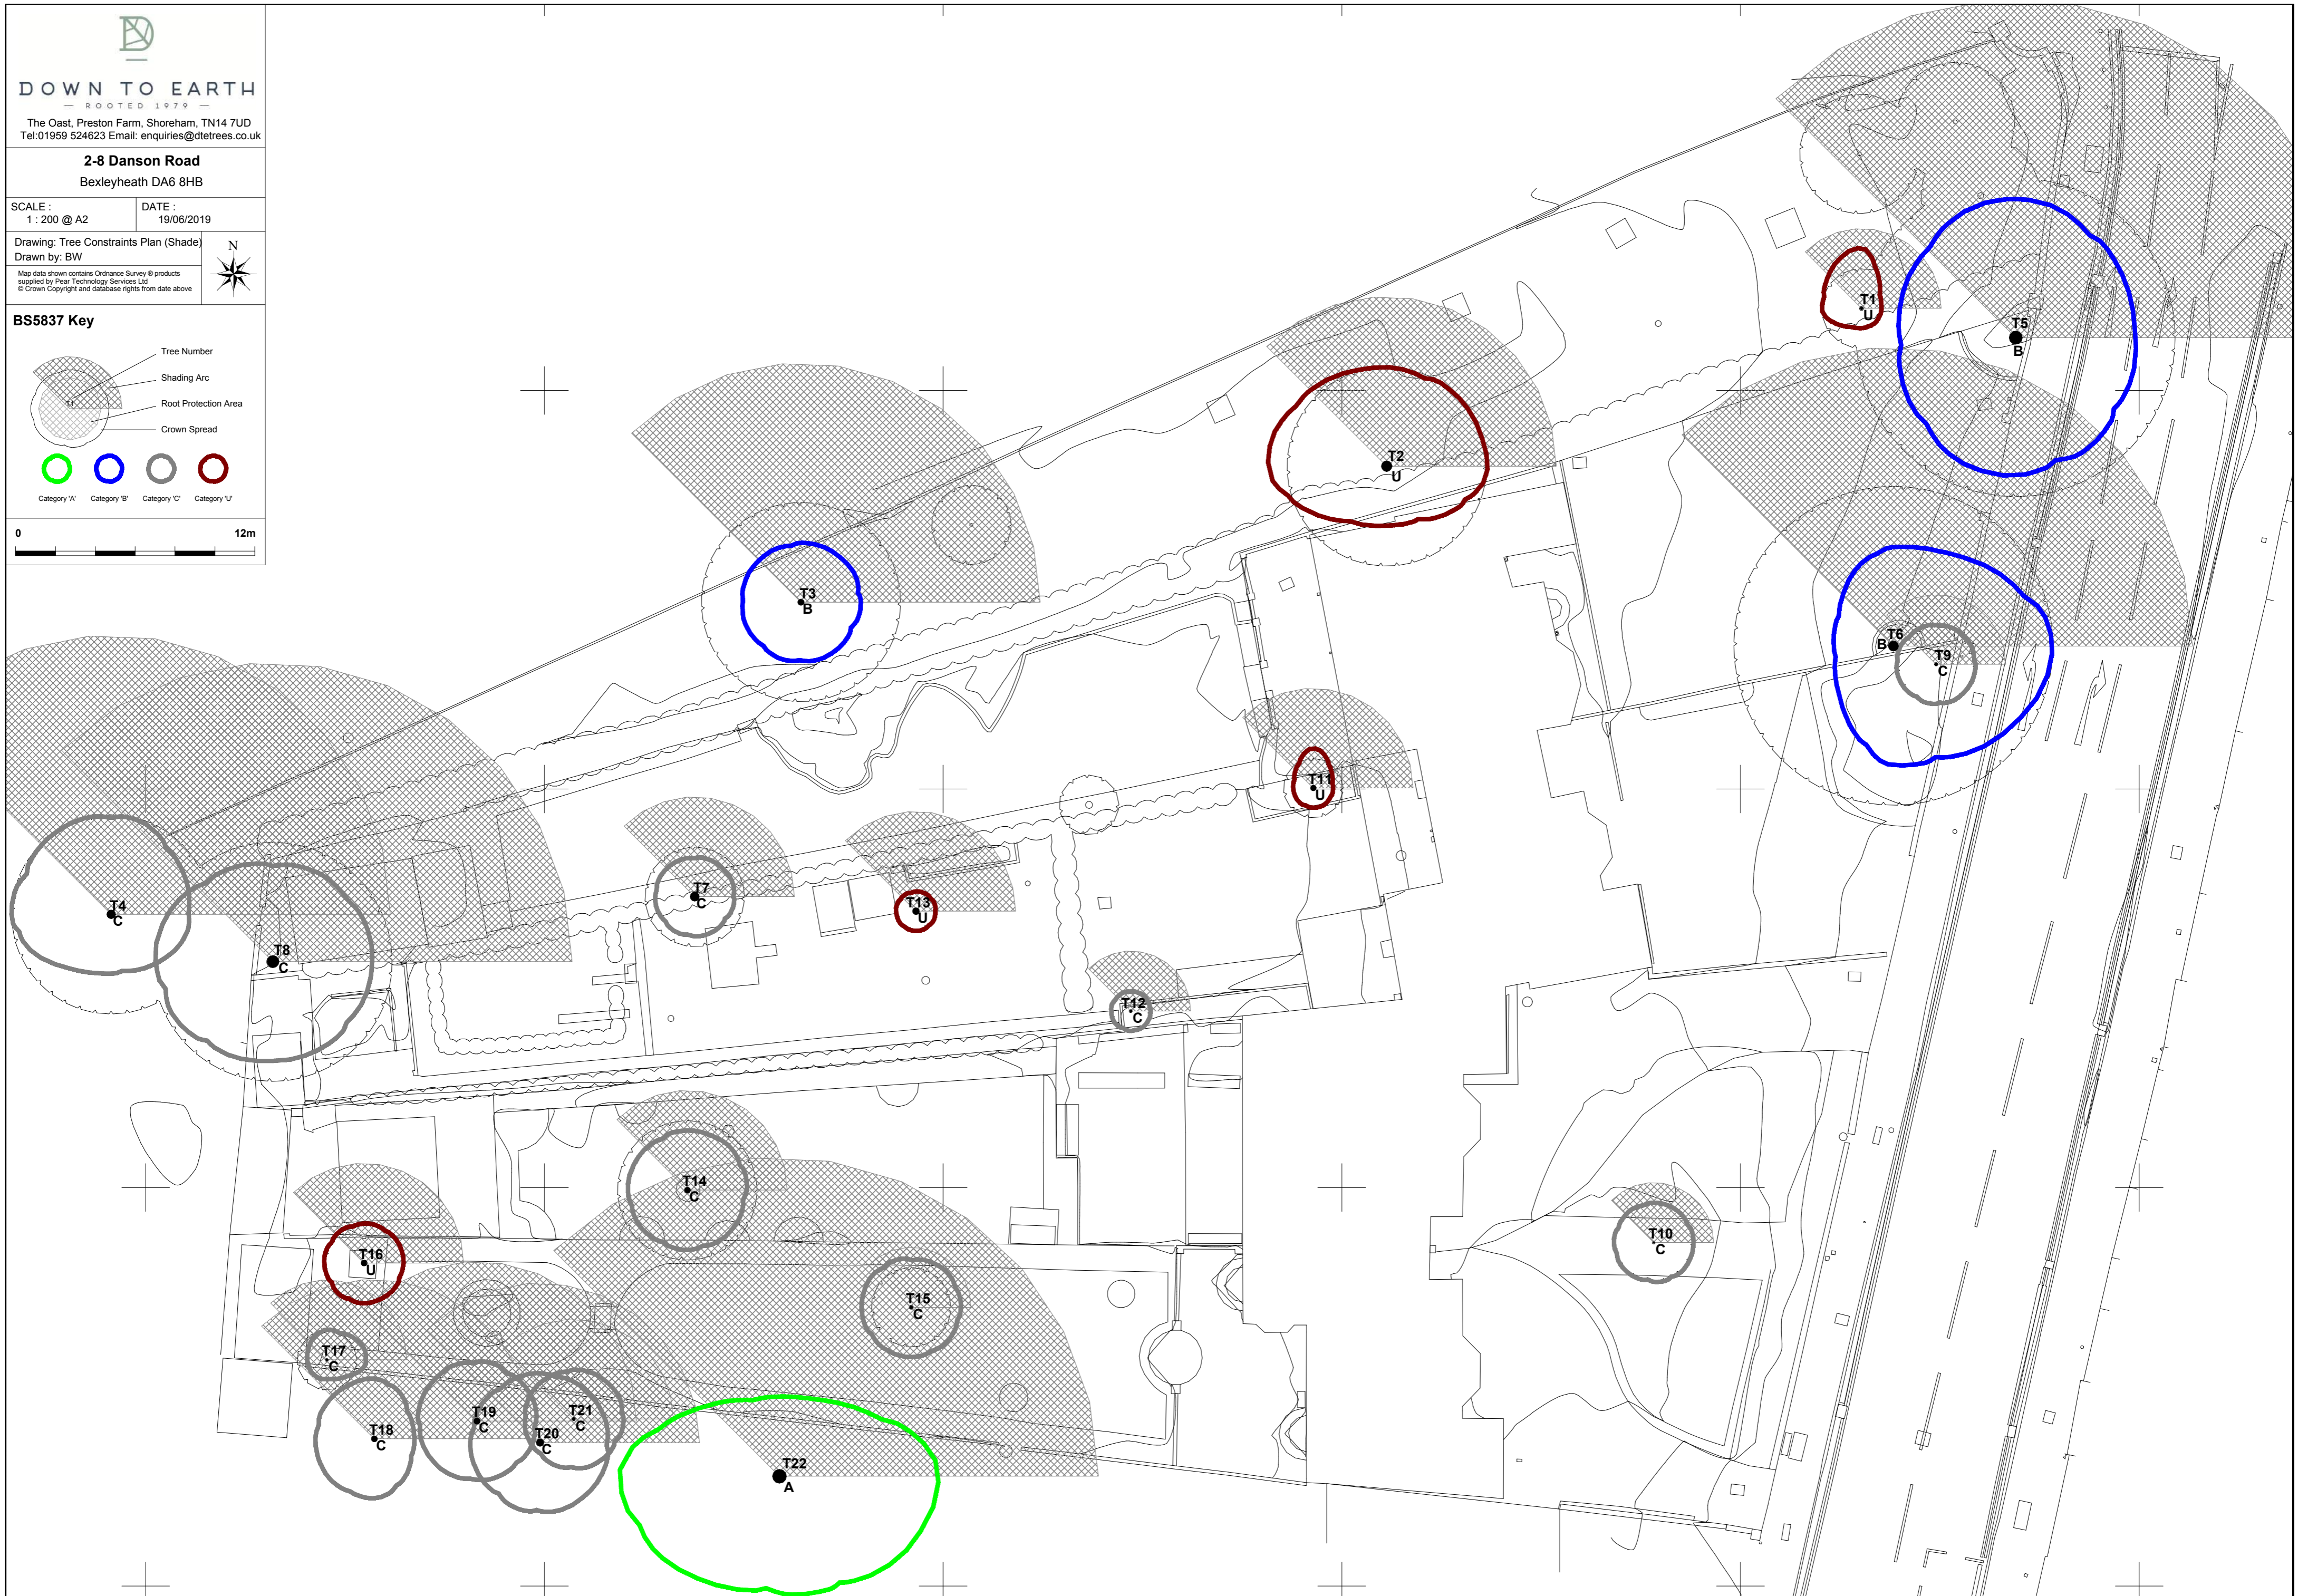 D
DOWN TO EARTH
— ROOTED 1979 —
The Oast, Preston Farm, Shoreham, TN14 7UD
Tel:01959 524623 Email: enquiries@dtetrees.co.uk
2-8 Danson Road
Bexleyheath DA6 8HB
SCALE :
1 : 200 @ A2
DATE :
19/06/2019
Drawing: Tree Constraints Plan (Shade)
Drawn by: BW
Map data shown contains Ordnance Survey ® products
supplied by Pear Technology Services Ltd
© Crown Copyright and database rights from date above
N
BS5837 Key
Tree Number
Shading Arc
T1
Root Protection Area
Crown Spread
Category 'A' Category 'B' Category 'C' Category 'U'
0 12m
T1
U
T5
B
T2
U
T3
B
T6
B
T9
C
T11
U
T7
C
T13
U
T4
C
T8
C
T12
C
T14
C
T10
C
T16
U
T15
C
T17
C
T18
C
T19
C
T21
C
T20
C
T22
A